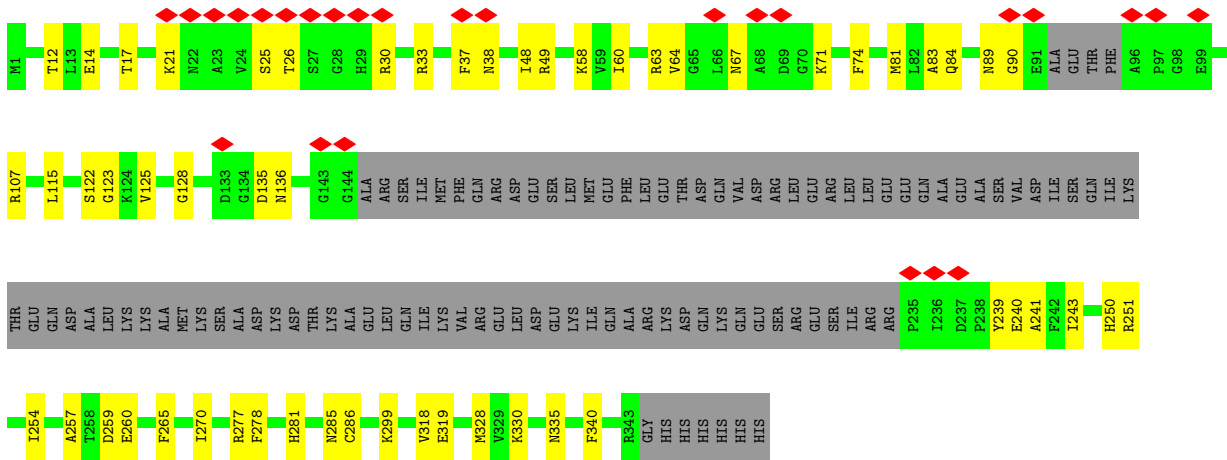 M1 T12 L13 E14 T17 K21 N22 A23 V24 S25 T26 S27 G28 H29 R30 R33 F37 N38 I48 R49 K58 V59 I60 R63 V64 G65 L66 N67 A68 D69 G70 K71 F74 M81 L82 A83 Q84 N89 G90 E91 ALA GLU THR PHE A96 P97 G98 E99
R107 L115 S122 G123 K124 V125 G128 D133 G134 D135 N136 G143 G144 ALA ARG SER ILE MET PHE GLN ARG ASP GLU SER LEU MET GLU PHE LEU GLU THR ASP GLN VAL ASP ARG LEU GLU ARG LEU LEU GLU GLU GLN ALA GLU ALA SER VAL ASP ILE SER GLN ILE LYS
THR GLU GLN ASP ALA LEU LYS LYS ALA MET LYS SER ALA ASP LYS ASP THR LYS ALA GLU LEU GLN ILE LYS VAL ARG GLU LEU ASP GLU LYS ILE GLN ALA ARG LYS ASP GLN LYS GLN GLU SER ARG GLU SER ILE ARG ARG P235 I236 D237 P238 Y239 E240 A241 F242 I243 H250 R251
I254 A257 T258 D259 E260 F265 I270 R277 F278 H281 N285 C286 K299 V318 E319 M328 V329 K330 N335 F340 R343 GLY HIS HIS HIS HIS HIS HIS